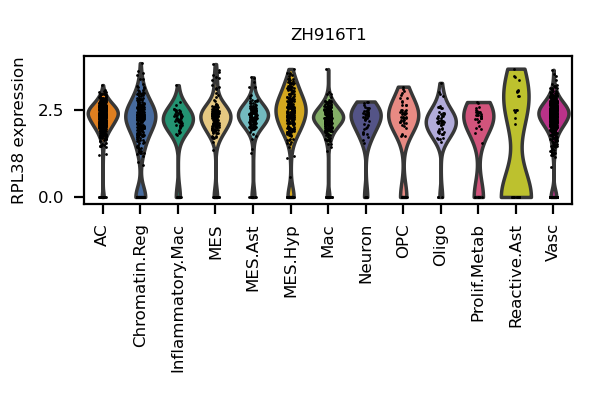 ZH916T1
RPL38 expression
2.5
0.0
AC
Chromatin.Reg
Inflammatory.Mac
MES
MES.Ast
MES.Hyp
Mac
Neuron
OPC
Oligo
Prolif.Metab
Reactive.Ast
Vasc